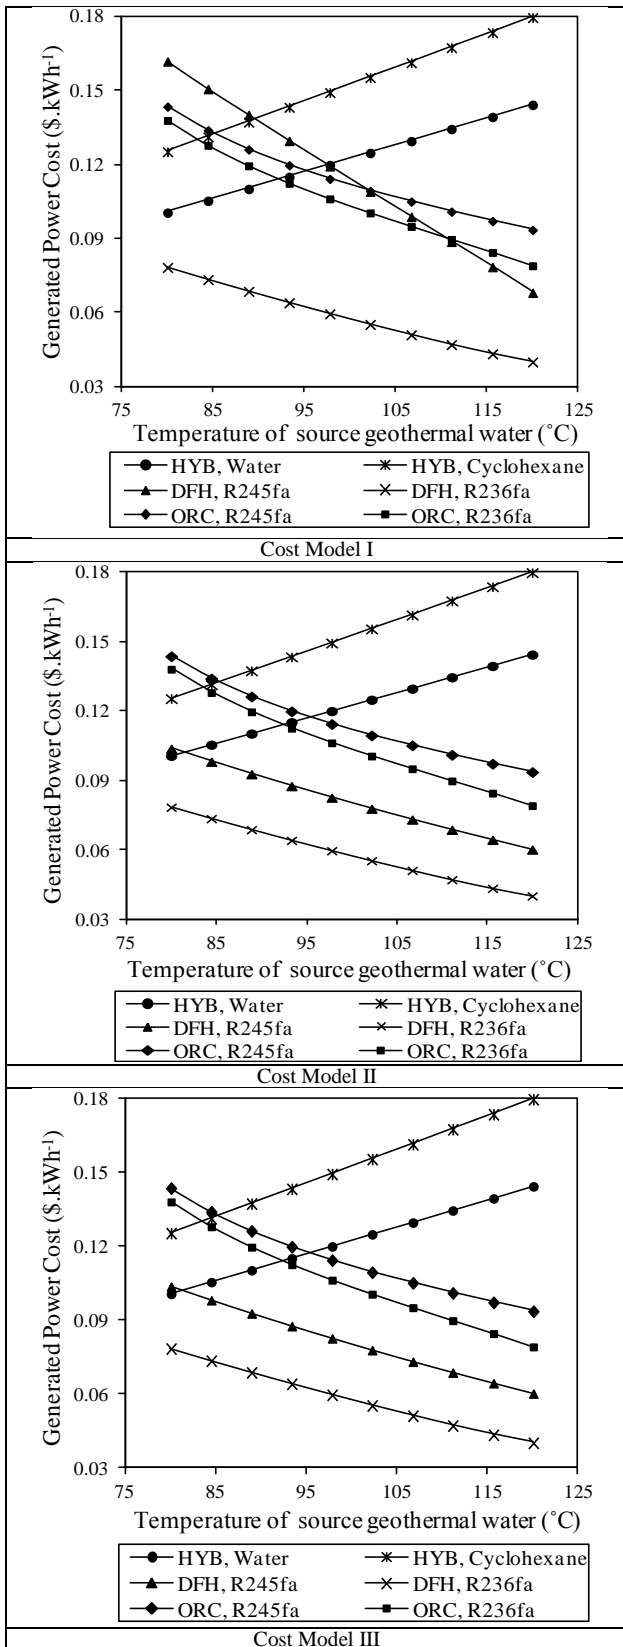 0.18
0.15
0.12
0.09
0.06
0.03
Generated Power Cost ($.kWh-1)
75 85 95 105 115 125
Temperature of source geothermal water (˚C)
HYB, Water HYB, Cyclohexane
DFH, R245fa DFH, R236fa
ORC, R245fa ORC, R236fa
Cost Model I
0.18
0.15
0.12
0.09
0.06
0.03
Generated Power Cost ($.kWh-1)
75 85 95 105 115 125
Temperature of source geothermal water (˚C)
HYB, Water HYB, Cyclohexane
DFH, R245fa DFH, R236fa
ORC, R245fa ORC, R236fa
Cost Model II
0.18
0.15
0.12
0.09
0.06
0.03
Generated Power Cost ($.kWh-1)
75 85 95 105 115 125
Temperature of source geothermal water (˚C)
HYB, Water HYB, Cyclohexane
DFH, R245fa DFH, R236fa
ORC, R245fa ORC, R236fa
Cost Model III